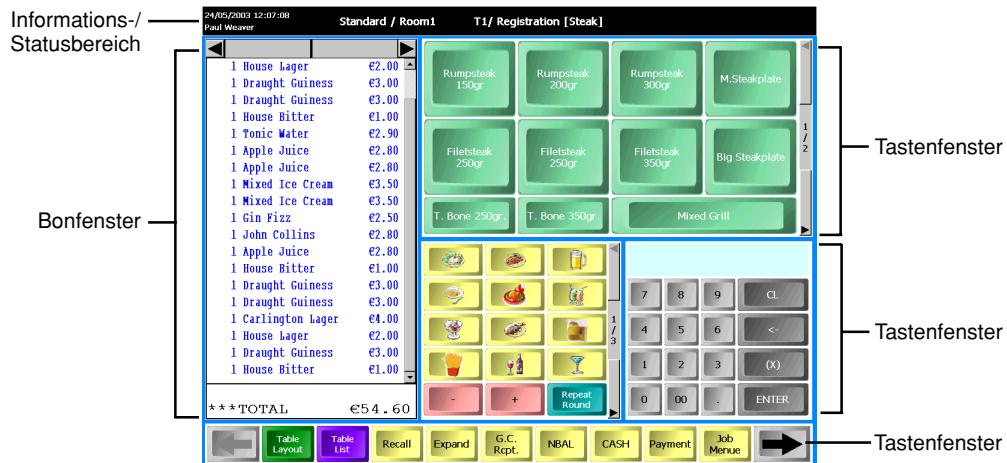 Informations-/
Statusbereich
24/05/2003 12:07:08
Paul Weaver
Standard / Room1
T1/ Registration [Steak]
Bonfenster
1 House Lager €2.00
1 Draught Guiness €3.00
1 Draught Guiness €3.00
1 House Bitter €1.00
1 Tonic Water €2.90
1 Apple Juice €2.80
1 Apple Juice €2.80
1 Mixed Ice Cream €3.50
1 Mixed Ice Cream €3.50
1 Gin Fizz €2.50
1 John Collins €2.80
1 Apple Juice €2.80
1 House Bitter €1.00
1 Draught Guiness €3.00
1 Draught Guiness €3.00
1 Carlington Lager €4.00
1 House Lager €2.00
1 Draught Guiness €3.00
1 House Bitter €1.00
***TOTAL €54.60
Rumpsteak
150gr
Rumpsteak
200gr
Rumpsteak
300gr
M.Steakplate
Filetsteak
250gr
Filetsteak
250gr
Filetsteak
350gr
Big Steakplate
T. Bone 250gr.
T. Bone 350gr.
Mixed Grill
1
/
2
Tastenfenster
- + Repeat
Round
1
/
3
7 8 9 CL
4 5 6 <-
1 2 3 (X)
0 00 . ENTER
Tastenfenster
Table
Layout
Table
List
Recall
Expand
G.C.
Rcpt.
NBAL
CASH
Payment
Job
Menue
Tastenfenster